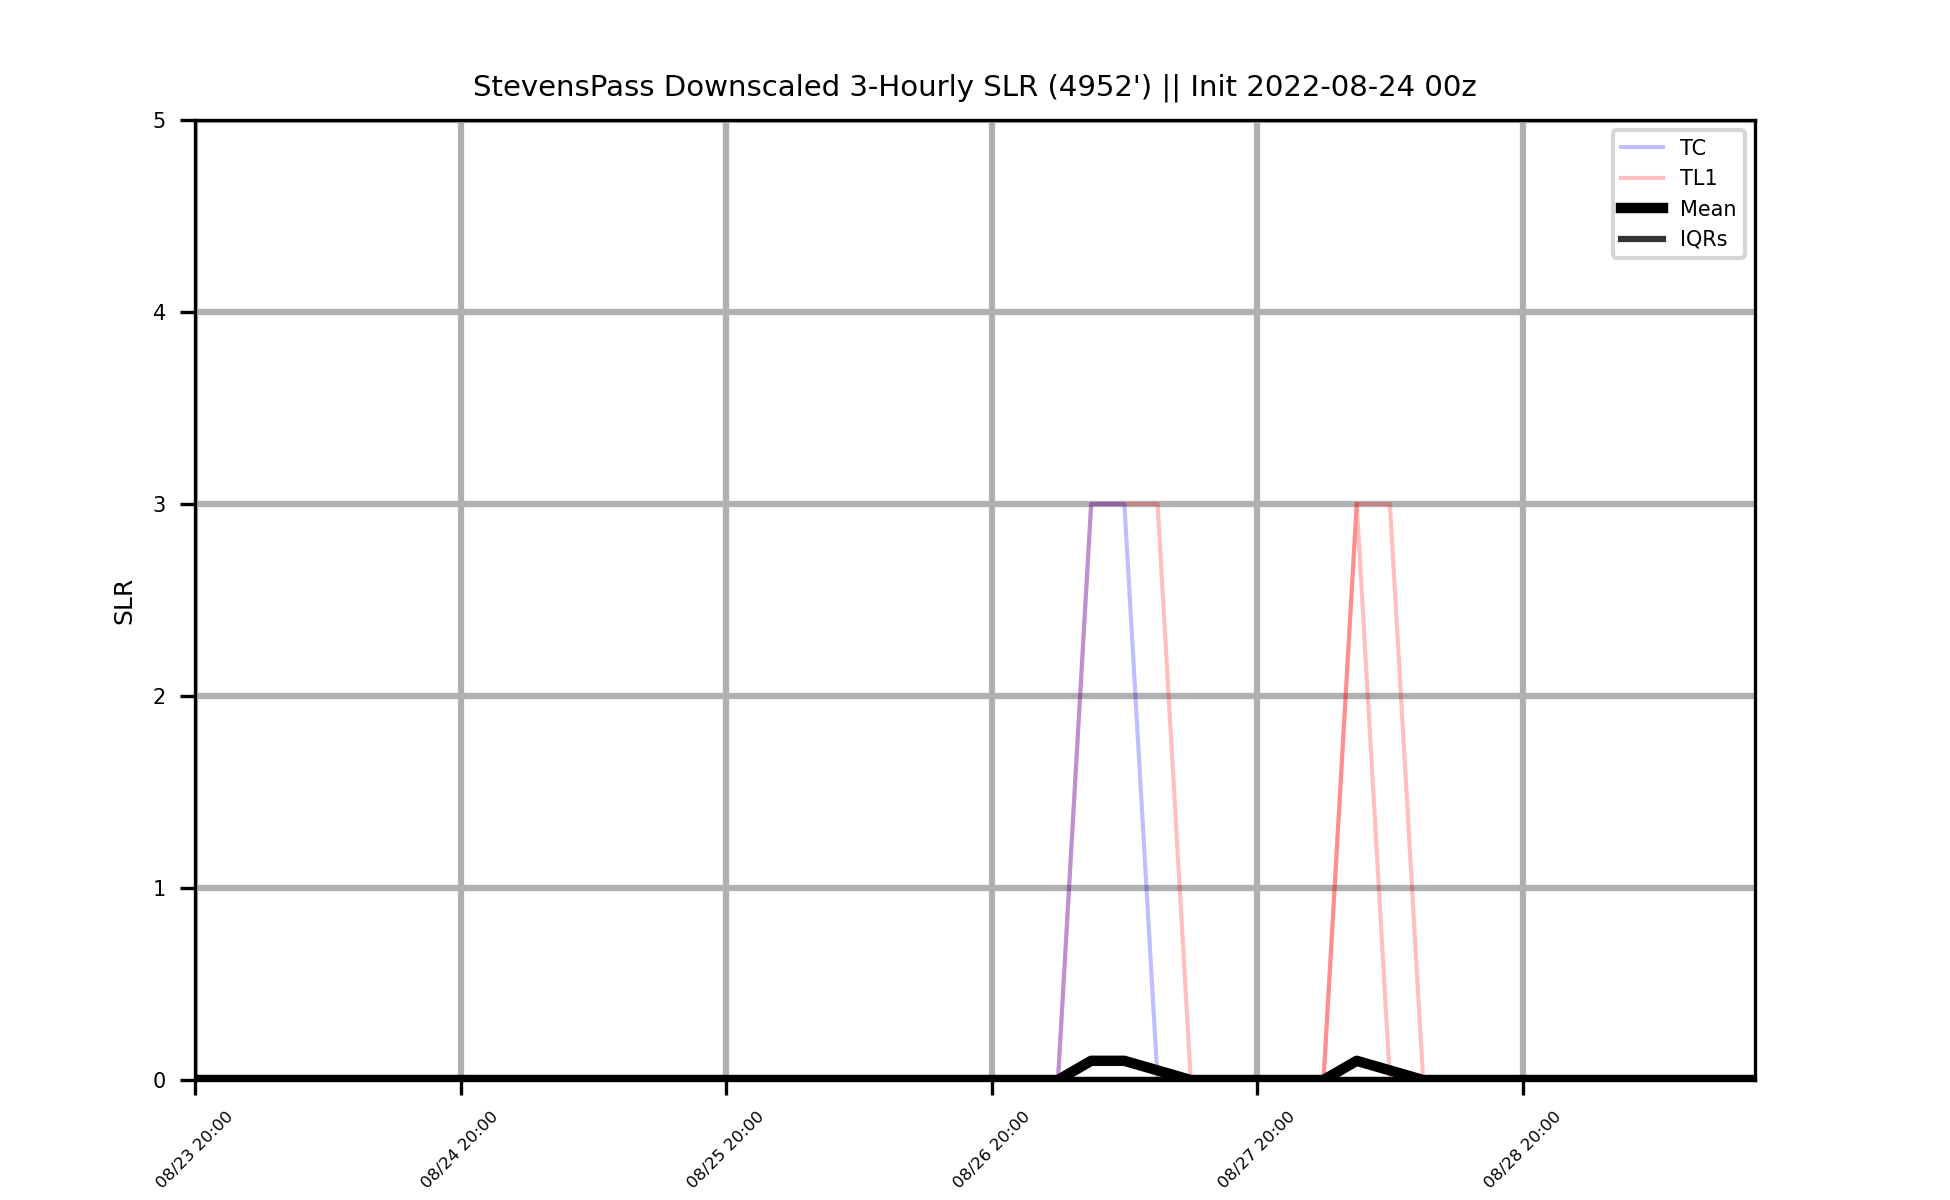 StevensPass Downscaled 3-Hourly SLR (4952') || Init 2022-08-24 00z
5
4
3
2
1
0
SLR
TC
TL1
Mean
IQRs
08/23 20:00
08/24 20:00
08/25 20:00
08/26 20:00
08/27 20:00
08/28 20:00